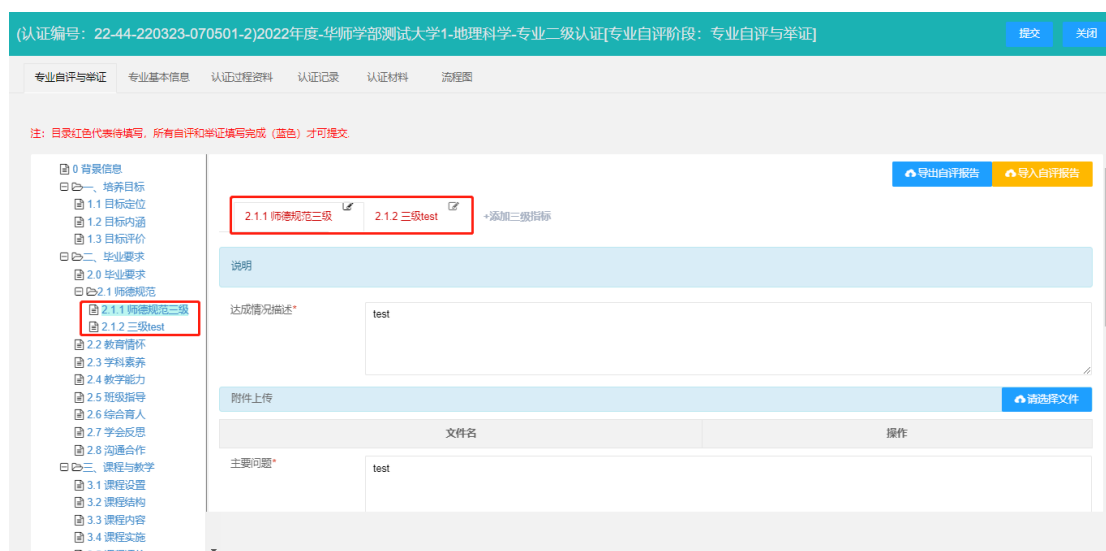 (认证编号：22-44-220323-070501-2)2022年度-华师学部测试大学1-地理科学-专业二级认证[专业自评阶段：专业自评与举证]
提交 关闭
专业自评与举证 专业基本信息 认证过程资料 认证记录 认证材料 流程图
注：目录红色代表待填写，所有自评和举证填写完成（蓝色）才可提交.
0 背景信息
一、培养目标
1.1 目标定位
1.2 目标内涵
1.3 目标评价
二、毕业要求
2.0 毕业要求
2.1 师德规范
2.1.1 师德规范三级
2.1.2 三级test
2.2 教育情怀
2.3 学科素养
2.4 教学能力
2.5 班级指导
2.6 综合育人
2.7 学会反思
2.8 沟通合作
三、课程与教学
3.1 课程设置
3.2 课程结构
3.3 课程内容
3.4 课程实施
导出自评报告 导入自评报告
2.1.1 师德规范三级 2.1.2 三级test +添加三级指标
说明
达成情况描述*
test
附件上传 请选择文件
文件名 操作
主要问题*
test